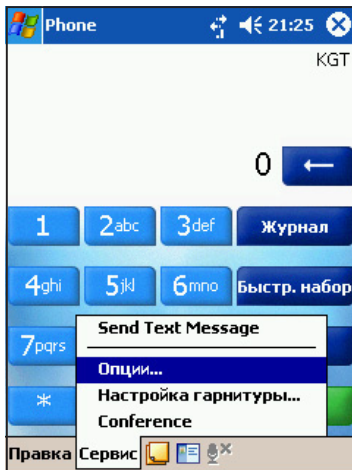 Phone 21:25
KGT
0
1 2abc 3def Журнал
4ghi 5jkl 6mno Быстр. набор
7pqrs
Send Text Message
Опции...
*
Настройка гарнитуры...
Conference
Правка Сервис